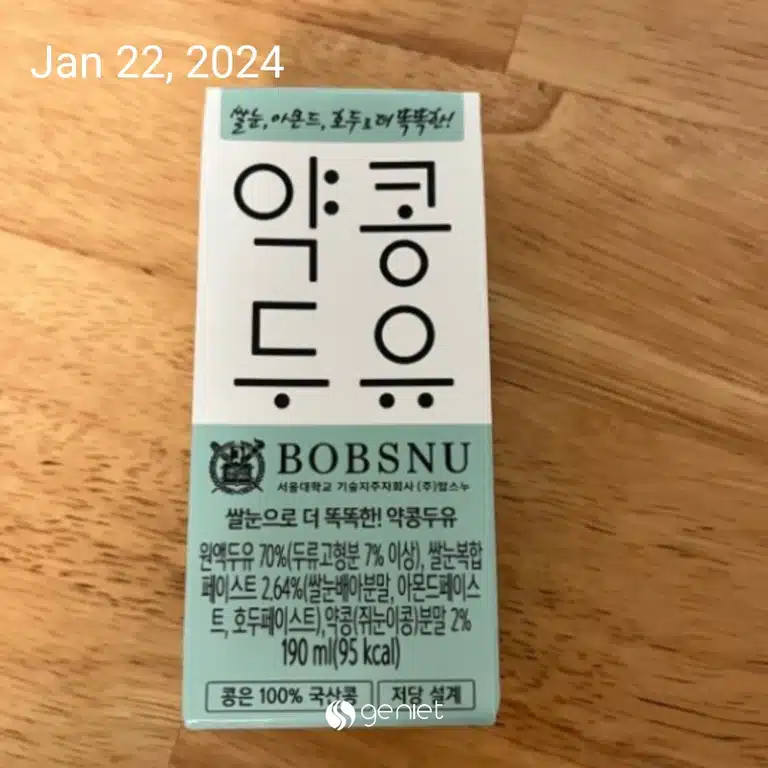 Jan 22, 2024
쌀눈, 아몬드, 호두로 더 똑똑한!
약콩
두유
BOBSNU
서울대학교 기술지주자회사 (주)밥스누
쌀눈으로 더 똑똑한! 약콩두유
원액두유 70%(두류고형분 7% 이상), 쌀눈복합
페이스트 2.64%(쌀눈배아분말, 아몬드페이스
트, 호두페이스트),약콩(쥐눈이콩)분말 2%
190 ml(95 kcal)
콩은 100% 국산콩 저당 설계
geniet